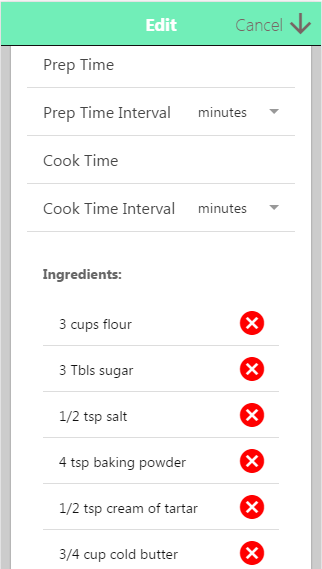 Edit Cancel
Prep Time
Prep Time Interval minutes
Cook Time
Cook Time Interval minutes
Ingredients:
3 cups flour
3 Tbls sugar
1/2 tsp salt
4 tsp baking powder
1/2 tsp cream of tartar
3/4 cup cold butter